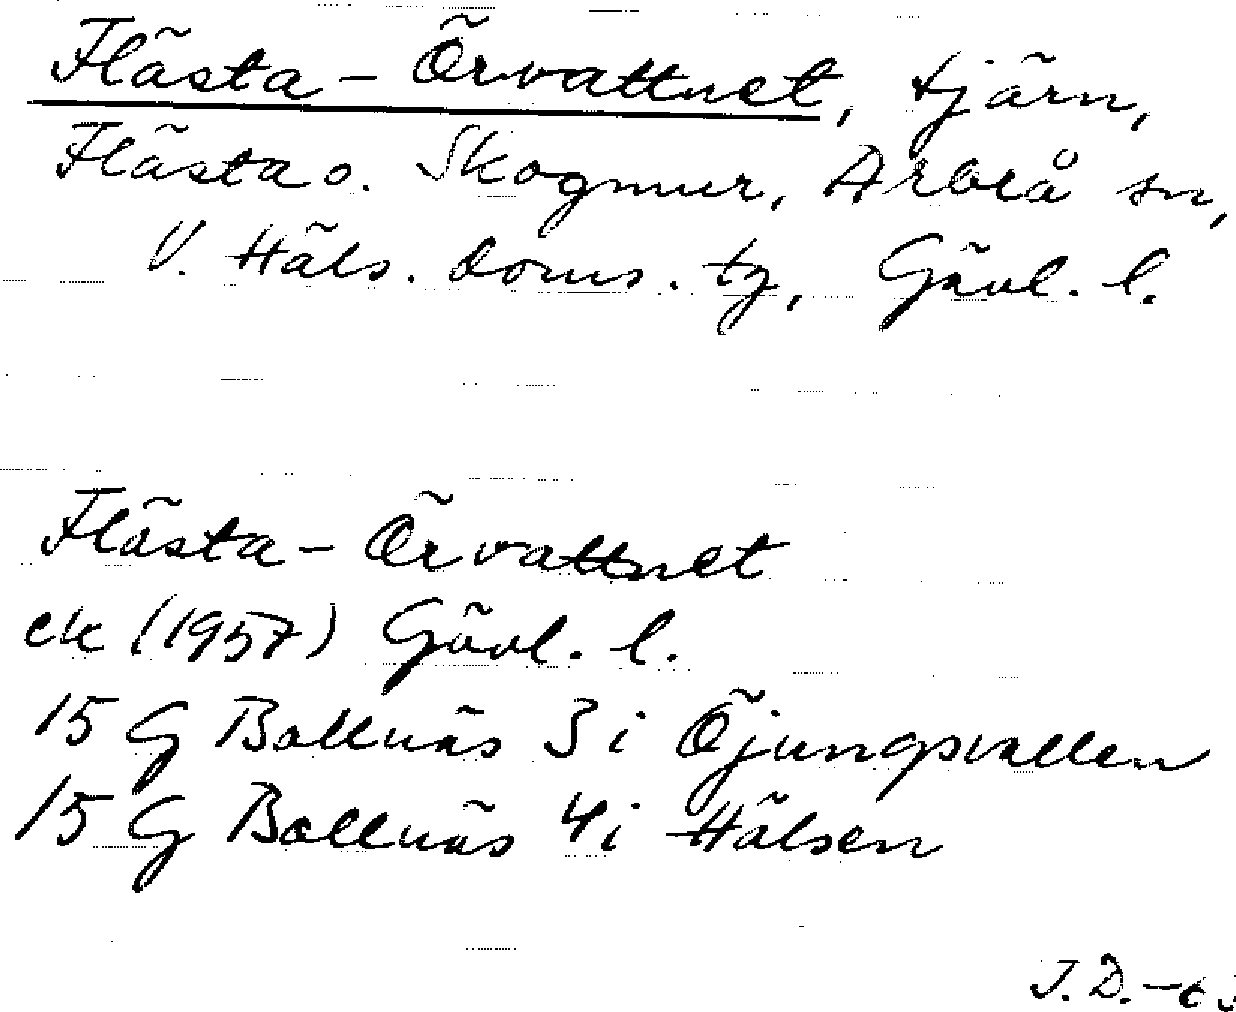 Flästa-Örvattnet, tjärn,
Flästa o. Skogmur, Arbrå sn,
V. Häls. doms. tg, Gävl. l.
Flästa-Örvattnet
ek (1957) Gävl. l.
15 G Bollnäs 3 i Öjungsvallen
15 G Bollnäs 4 i Hälsen
J. D.